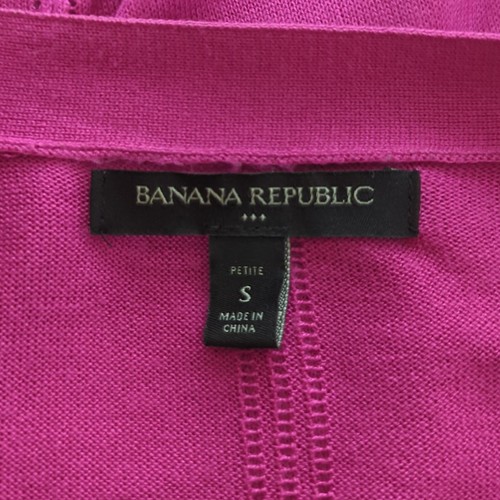 BANANA REPUBLIC
PETITE
S
MADE IN
CHINA